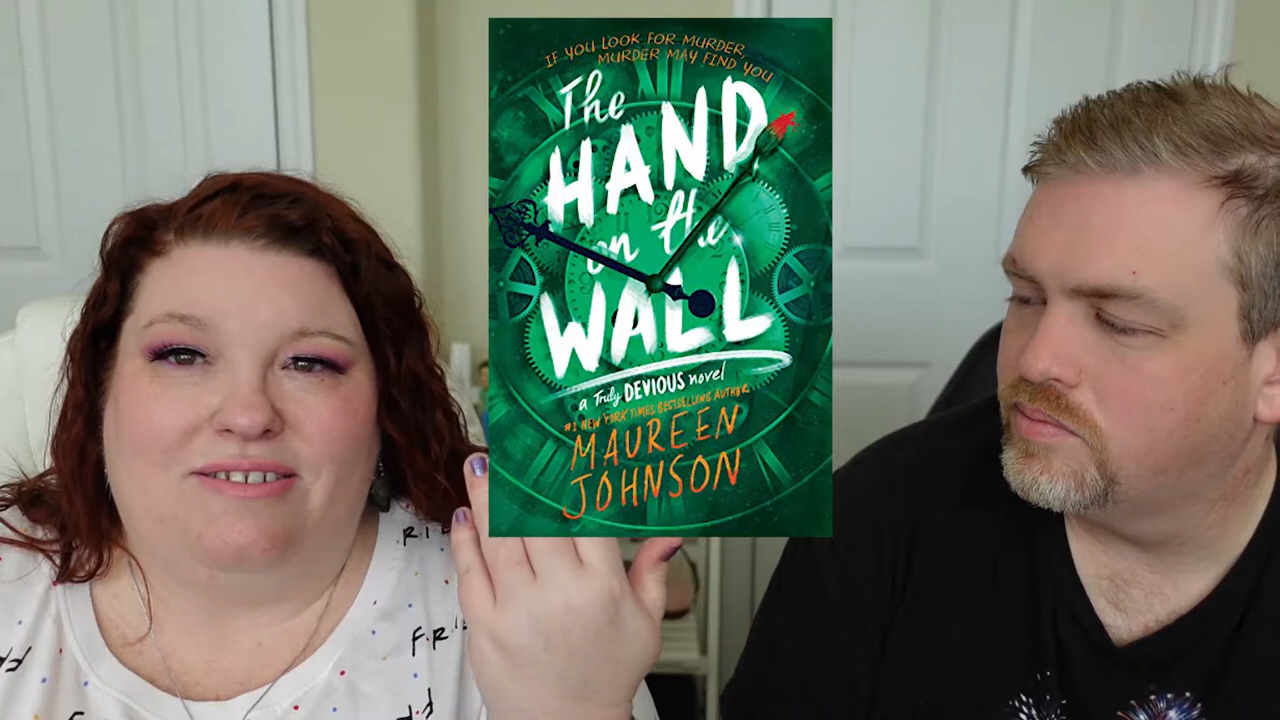 IF YOU LOOK FOR MURDER,
MURDER MAY FIND YOU
The
HAND
on the
WALL
a Truly DEVIOUS novel
#1 NEW YORK TIMES BESTSELLING AUTHOR
MAUREEN
JOHNSON